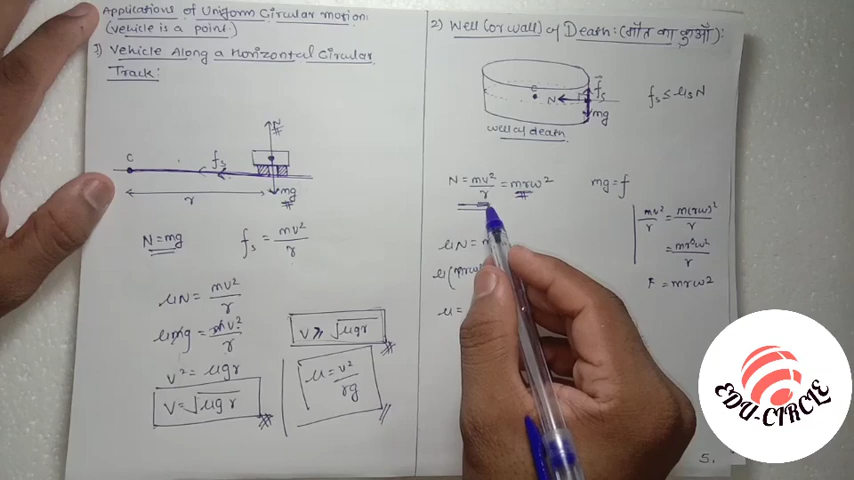 Applications of Uniform Circular motion
(vehicle is a point)
1) Vehicle Along a Horizontal Circular
Track:
N
C
fs
mg
r
N=mg
fs = mv²/r
μN = mv²/r
μmg = mv²/r
v² = μgr
V=√μgr
V≥√μgr
μ = v²/rg
2) Well (or wall) of Death: (मौत का कुआँ):
C
N
fs
mg
fs ≤ μsN
well of death
N = mv²/r = mrω²
mg=f
μN = m
μ(mrω²
μ =
mv²/r = m(rω)²/r
= mr²ω²/r
F = mrω2
5.
EDU-CIRCLE